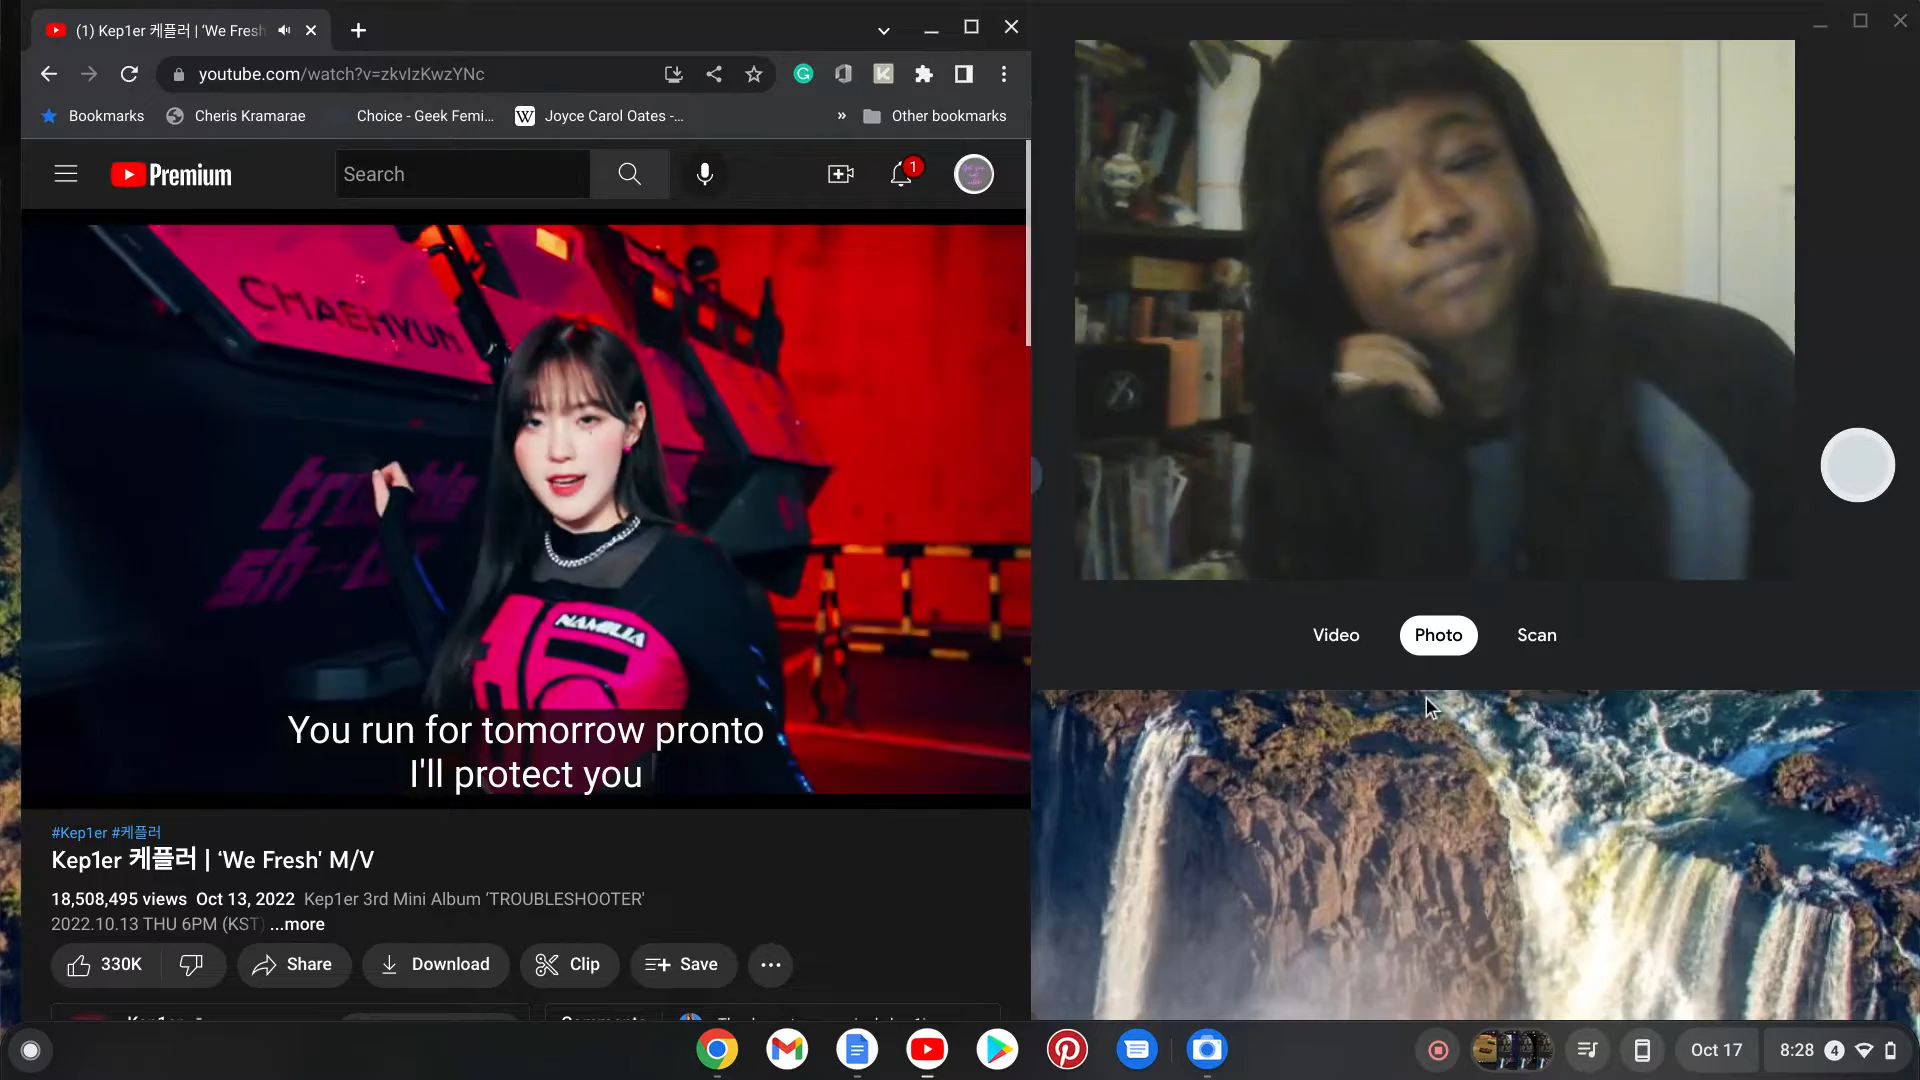 (1) Kep1er 케플러 | ‘We Fresh
youtube.com/watch?v=zkvIzKwzYNc
Bookmarks
Cheris Kramarae
Choice - Geek Femi...
W
Joyce Carol Oates -...
»
Other bookmarks
Premium
Search
1
CHAEHYUN
NAMILIA
You run for tomorrow pronto
I'll protect you
#Kep1er #케플러
Kep1er 케플러 | ‘We Fresh’ M/V
18,508,495 views Oct 13, 2022 Kep1er 3rd Mini Album ‘TROUBLESHOOTER’
2022.10.13 THU 6PM (KST) ...more
330K
Share
Download
Clip
Save
Video
Photo
Scan
Oct 17
8:28
4